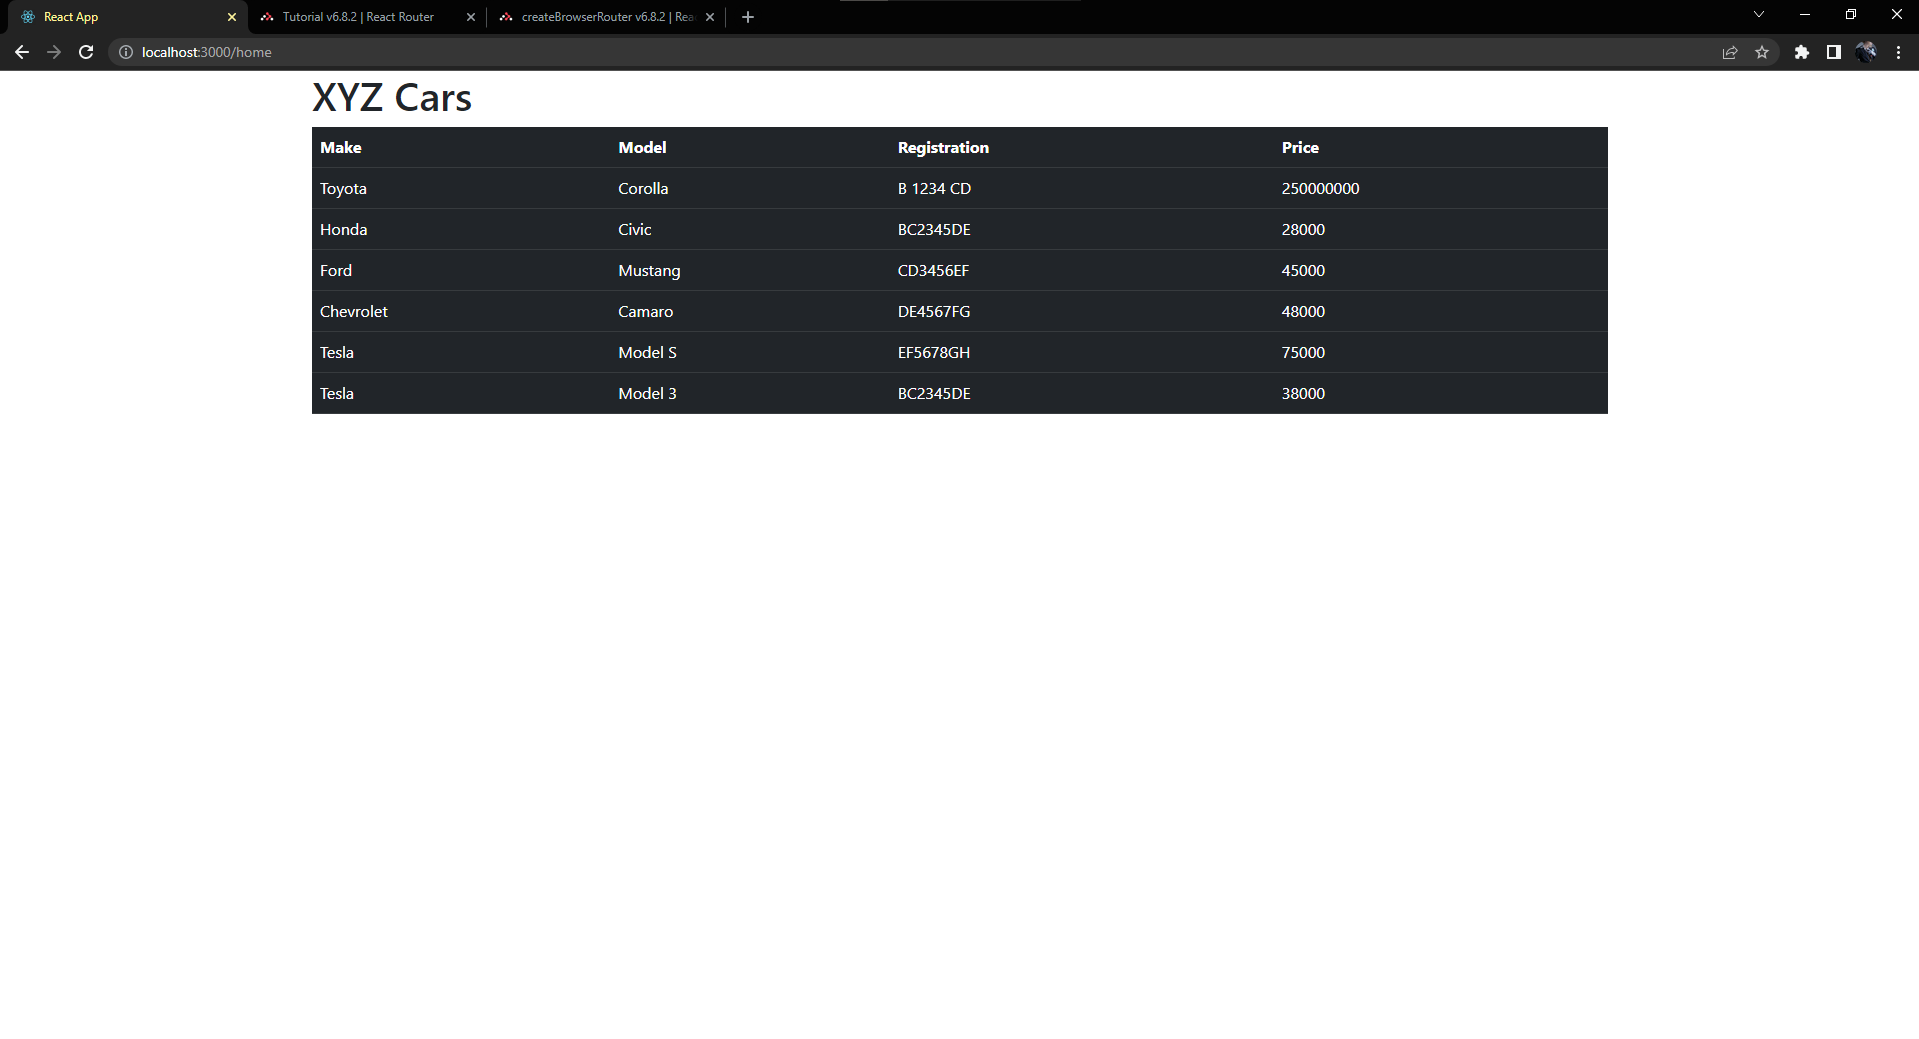 React App
Tutorial v6.8.2 | React Router
createBrowserRouter v6.8.2 | Rea
localhost:3000/home
XYZ Cars
Make Model Registration Price
Toyota Corolla B 1234 CD 250000000
Honda Civic BC2345DE 28000
Ford Mustang CD3456EF 45000
Chevrolet Camaro DE4567FG 48000
Tesla Model S EF5678GH 75000
Tesla Model 3 BC2345DE 38000